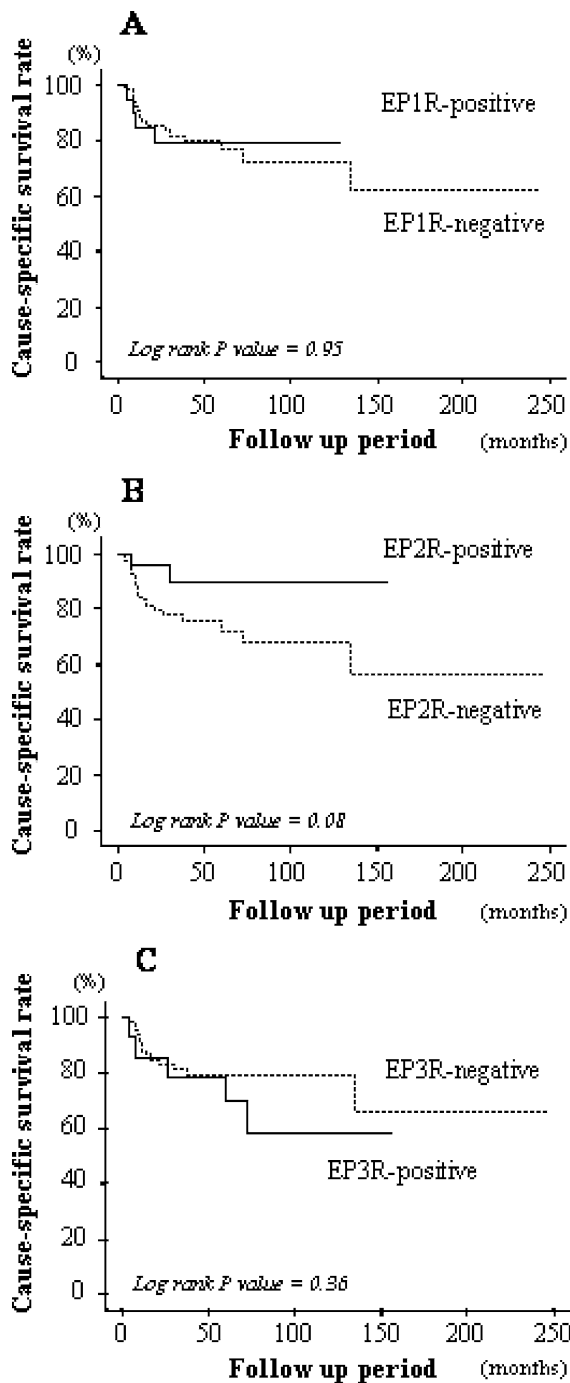 A
(%)
Cause-specific survival rate
100
80
60
40
20
0
EP1R-positive
EP1R-negative
Log rank P value = 0.95
0 50 100 150 200 250
Follow up period (months)
B
(%)
Cause-specific survival rate
100
80
60
40
20
0
EP2R-positive
EP2R-negative
Log rank P value = 0.08
0 50 100 150 200 250
Follow up period (months)
C
(%)
Cause-specific survival rate
100
80
60
40
20
0
EP3R-negative
EP3R-positive
Log rank P value = 0.36
0 50 100 150 200 250
Follow up period (months)